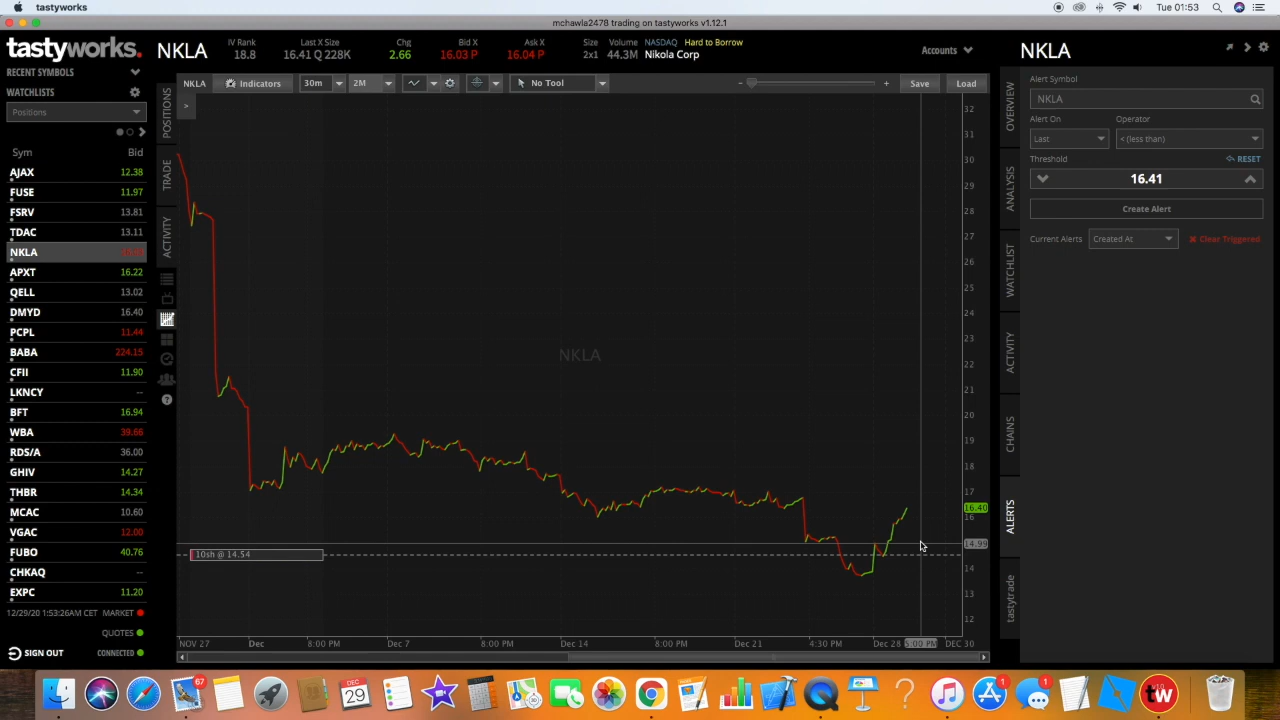 tastyworks
Tue 01:53
mchawla2478 trading on tastyworks v1.12.1
tastyworks.
RECENT SYMBOLS
WATCHLISTS
Positions
Sym Bid
AJAX 12.38
FUSE 11.97
FSRV 13.81
TDAC 13.11
NKLA
APXT 16.22
QELL 13.02
DMYD 16.40
PCPL 11.44
BABA 224.15
CFII 11.90
LKNCY --
BFT 16.94
WBA 39.66
RDS/A 36.00
GHIV 14.27
THBR 14.34
MCAC 10.60
VGAC 12.00
FUBO 40.76
CHKAQ --
EXPC 11.20
12/29/20 1:53:26AM CET MARKET
QUOTES
SIGN OUT CONNECTED
NKLA
IV Rank Last X Size Chg Bid X Ask X Size Volume NASDAQ Hard to Borrow
18.8 16.41 Q 228K 2.66 16.03 P 16.04 P 2x1 44.3M Nikola Corp
Accounts
POSITIONS
TRADE
ACTIVITY
NKLA Indicators 30m 2M No Tool - + Save Load
>
NKLA
10sh @ 14.54
32
31
30
29
28
27
26
25
24
23
22
21
20
19
18
17
16.40
16
14.99
14
13
12
NOV 27 Dec 8:00 PM Dec 7 8:00 PM Dec 14 8:00 PM Dec 21 4:30 PM Dec 28 5:00 PM DEC 30
OVERVIEW
ANALYSIS
WATCHLIST
ACTIVITY
CHAINS
ALERTS
tastytrade
NKLA
Alert Symbol
NKLA
Alert On Operator
Last < (less than)
Threshold RESET
16.41
Create Alert
Current Alerts Created At Clear Triggered
67
DEC
29
1
1